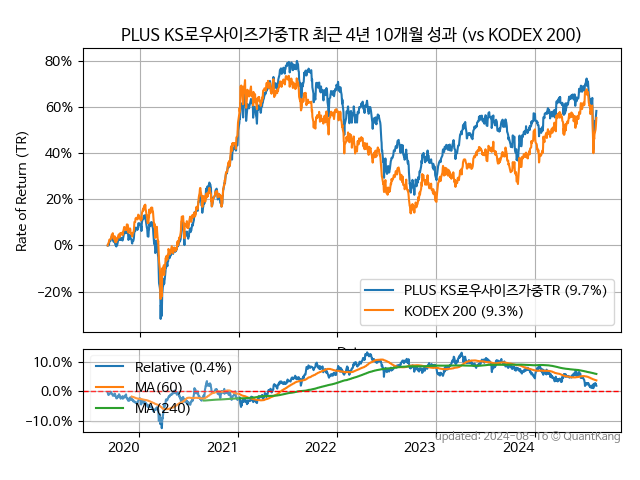 PLUS KS로우사이즈가중TR 최근 4년 10개월 성과 (vs KODEX 200)
Rate of Return (TR)
80%
60%
40%
20%
0%
−20%
PLUS KS로우사이즈가중TR (9.7%)
KODEX 200 (9.3%)
10.0%
0.0%
−10.0%
Relative (0.4%)
MA(60)
MA(240)
2020
2021
2022
2023
2024
updated: 2024-08-16 © QuantKang